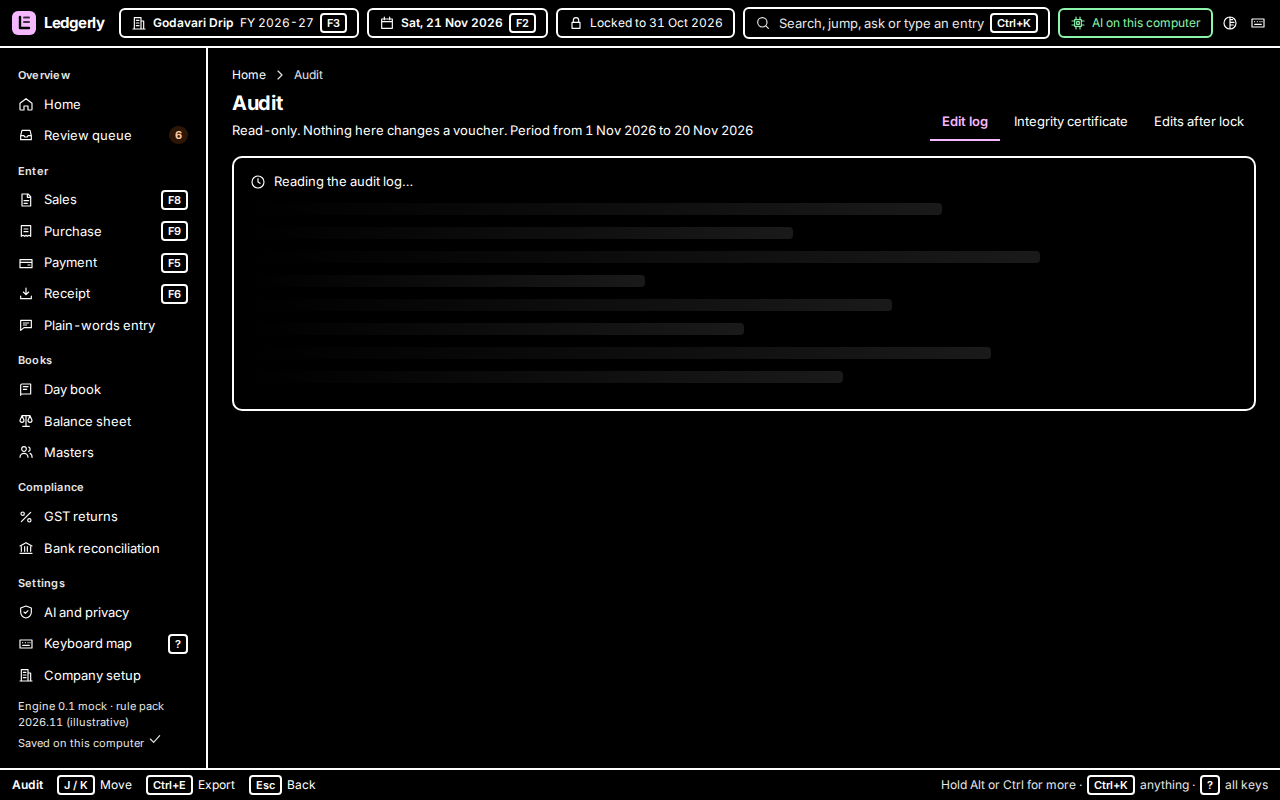 Ledgerly
Godavari Drip FY 2026-27 F3
Sat, 21 Nov 2026 F2
Locked to 31 Oct 2026
Search, jump, ask or type an entry Ctrl+K
AI on this computer
Overview
Home
Review queue 6
Enter
Sales F8
Purchase F9
Payment F5
Receipt F6
Plain-words entry
Books
Day book
Balance sheet
Masters
Compliance
GST returns
Bank reconciliation
Settings
AI and privacy
Keyboard map ?
Company setup
Engine 0.1 mock · rule pack
2026.11 (illustrative)
Saved on this computer
Home Audit
Audit
Read-only. Nothing here changes a voucher. Period from 1 Nov 2026 to 20 Nov 2026
Edit log Integrity certificate Edits after lock
Reading the audit log...
Audit J / K Move Ctrl+E Export Esc Back
Hold Alt or Ctrl for more · Ctrl+K anything · ? all keys